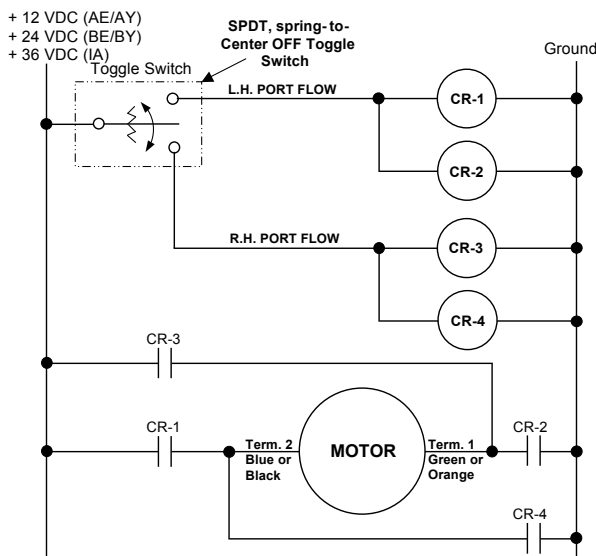 + 12 VDC (AE/AY)
+ 24 VDC (BE/BY)
+ 36 VDC (IA)
SPDT, spring-to-
Center OFF Toggle
Switch
Ground
Toggle Switch
L.H. PORT FLOW
CR-1
CR-2
R.H. PORT FLOW
CR-3
CR-4
CR-3
CR-1
Term. 2
Blue or
Black
MOTOR
Term. 1
Green or
Orange
CR-2
CR-4